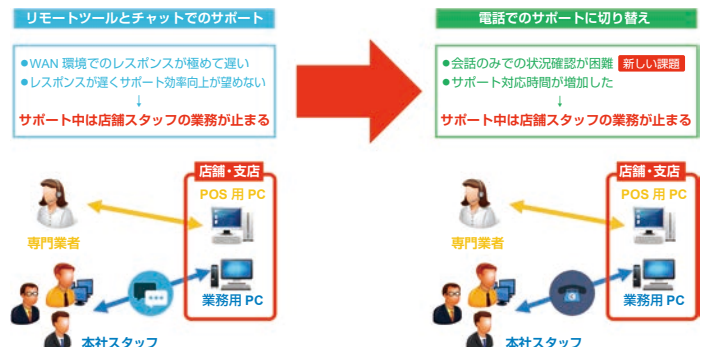 リモートツールとチャットでのサポート
●WAN 環境でのレスポンスが極めて遅い
●レスポンスが遅くサポート効率向上が望めない
↓
サポート中は店舗スタッフの業務が止まる
店舗・支店
POS 用 PC
専門業者
業務用 PC
本社スタッフ
電話でのサポートに切り替え
●会話のみでの状況確認が困難 新しい課題
●サポート対応時間が増加した
↓
サポート中は店舗スタッフの業務が止まる
店舗・支店
POS 用 PC
専門業者
業務用 PC
本社スタッフ